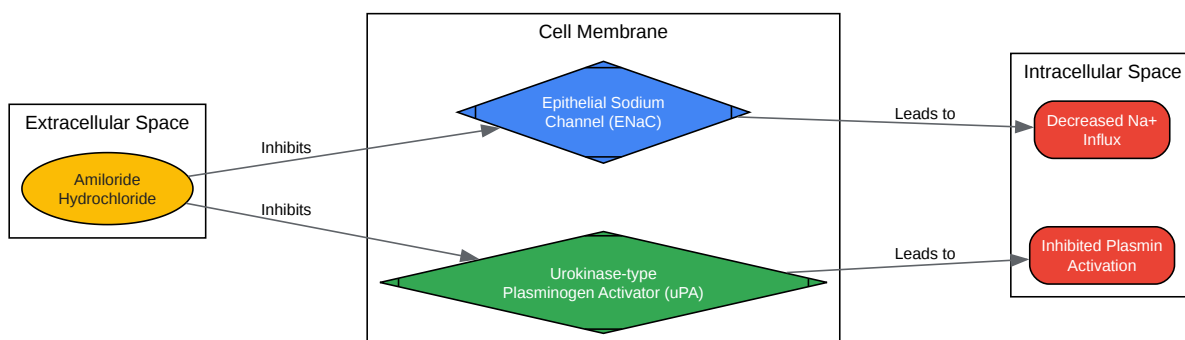 Extracellular Space
Amiloride
Hydrochloride
Inhibits
Inhibits
Cell Membrane
Epithelial Sodium
Channel (ENaC)
Urokinase-type
Plasminogen Activator (uPA)
Leads to
Leads to
Intracellular Space
Decreased Na+
Influx
Inhibited Plasmin
Activation